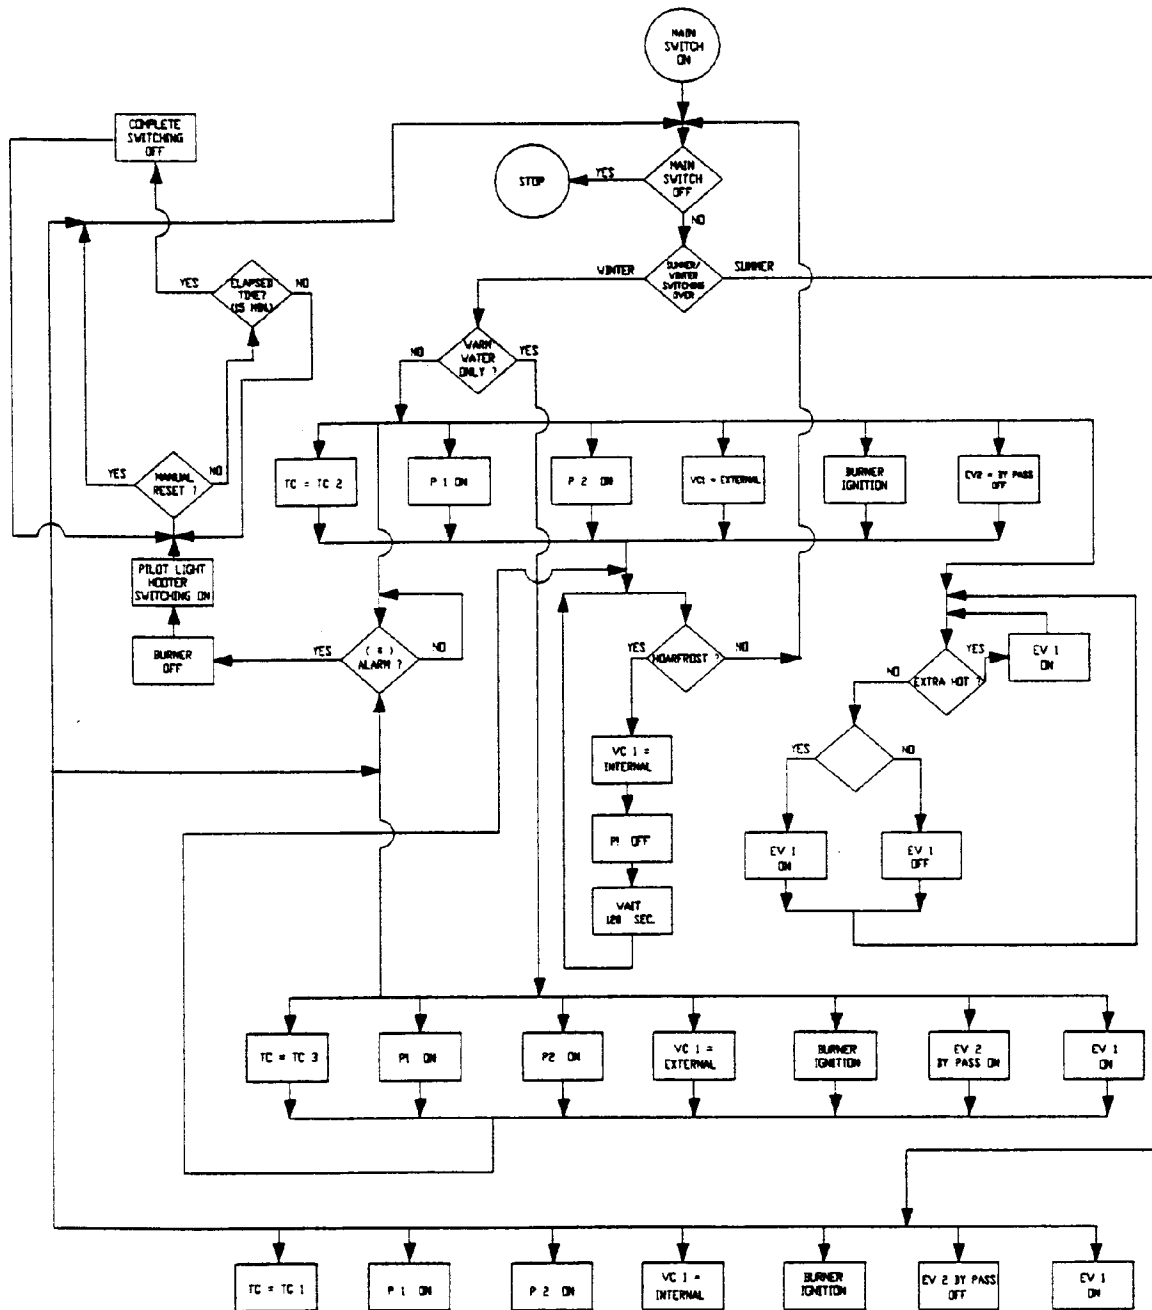 MAIN
SWITCH
ON
COMPLETE
SWITCHING
OFF
STOP
YES
MAIN
SWITCH
OFF
NO
WINTER
SUMMER/
WINTER
SWITCHING
OVER
SUMMER
YES
ELAPSED
TIME?
(15 MIN.)
NO
NO
WARM
WATER
ONLY ?
YES
YES
MANUAL
RESET ?
NO
TC = TC 2
P 1 ON
P 2 ON
VC1 = EXTERNAL
BURNER
IGNITION
EV2 = BY PASS
OFF
PILOT LIGHT
HOOTER
SWITCHING ON
BURNER
OFF
YES
( * )
ALARM ?
NO
YES
HOARFROST ?
NO
NO
EXTRA HOT ?
YES
EV 1
ON
VC 1 =
INTERNAL
YES
NO
P1 OFF
EV 1
ON
EV 1
OFF
WAIT
120 SEC.
TC = TC 3
P1 ON
P2 ON
VC 1 =
EXTERNAL
BURNER
IGNITION
EV 2
BY PASS ON
EV 1
ON
TC = TC 1
P 1 ON
P 2 ON
VC 1 =
INTERNAL
BURNER
IGNITION
EV 2 BY PASS
OFF
EV 1
ON